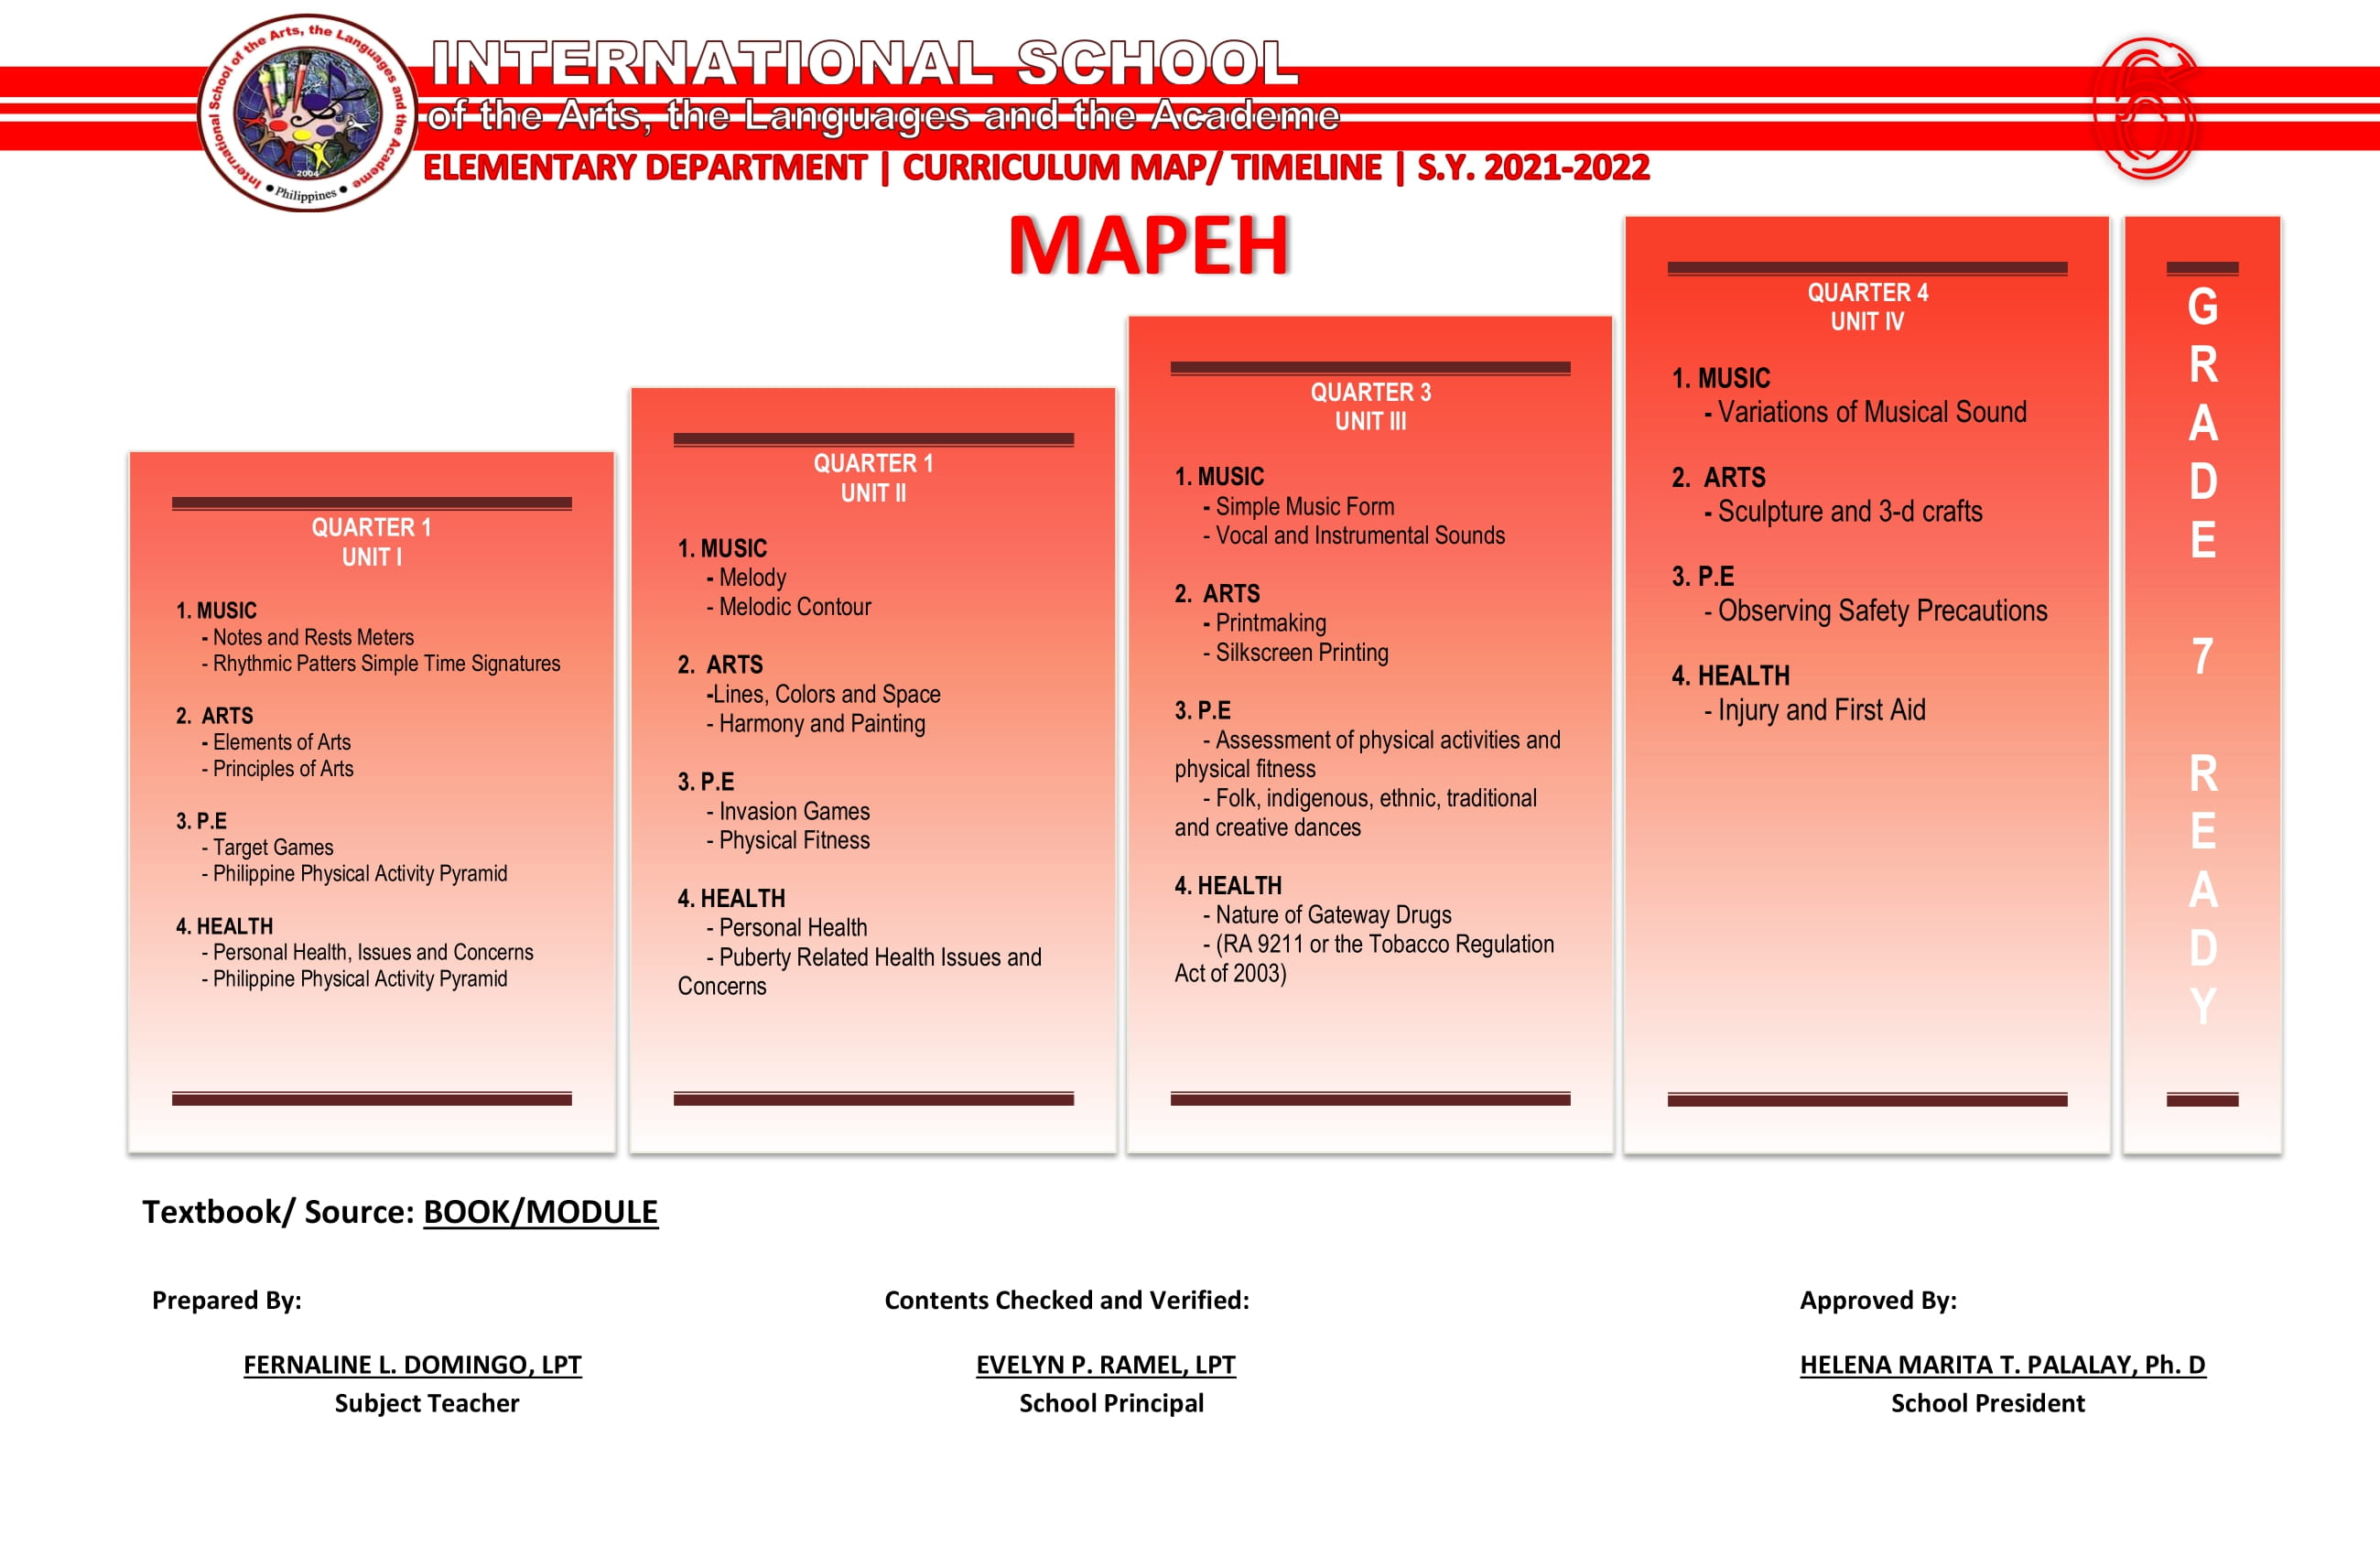 International School of the Arts, the Languages and the Academe
2004
• Philippines •
INTERNATIONAL SCHOOL
of the Arts, the Languages and the Academe
ELEMENTARY DEPARTMENT | CURRICULUM MAP/ TIMELINE | S.Y. 2021-2022
6
MAPEH
QUARTER 1
UNIT I
1. MUSIC
- Notes and Rests Meters
- Rhythmic Patters Simple Time Signatures
2. ARTS
- Elements of Arts
- Principles of Arts
3. P.E
- Target Games
- Philippine Physical Activity Pyramid
4. HEALTH
- Personal Health, Issues and Concerns
- Philippine Physical Activity Pyramid
QUARTER 1
UNIT II
1. MUSIC
- Melody
- Melodic Contour
2. ARTS
-Lines, Colors and Space
- Harmony and Painting
3. P.E
- Invasion Games
- Physical Fitness
4. HEALTH
- Personal Health
- Puberty Related Health Issues and
Concerns
QUARTER 3
UNIT III
1. MUSIC
- Simple Music Form
- Vocal and Instrumental Sounds
2. ARTS
- Printmaking
- Silkscreen Printing
3. P.E
- Assessment of physical activities and
physical fitness
- Folk, indigenous, ethnic, traditional
and creative dances
4. HEALTH
- Nature of Gateway Drugs
- (RA 9211 or the Tobacco Regulation
Act of 2003)
QUARTER 4
UNIT IV
1. MUSIC
- Variations of Musical Sound
2. ARTS
- Sculpture and 3-d crafts
3. P.E
- Observing Safety Precautions
4. HEALTH
- Injury and First Aid
GRADE 7 READY
Textbook/ Source: BOOK/MODULE
Prepared By:
Contents Checked and Verified:
Approved By:
FERNALINE L. DOMINGO, LPT
EVELYN P. RAMEL, LPT
HELENA MARITA T. PALALAY, Ph. D
Subject Teacher
School Principal
School President